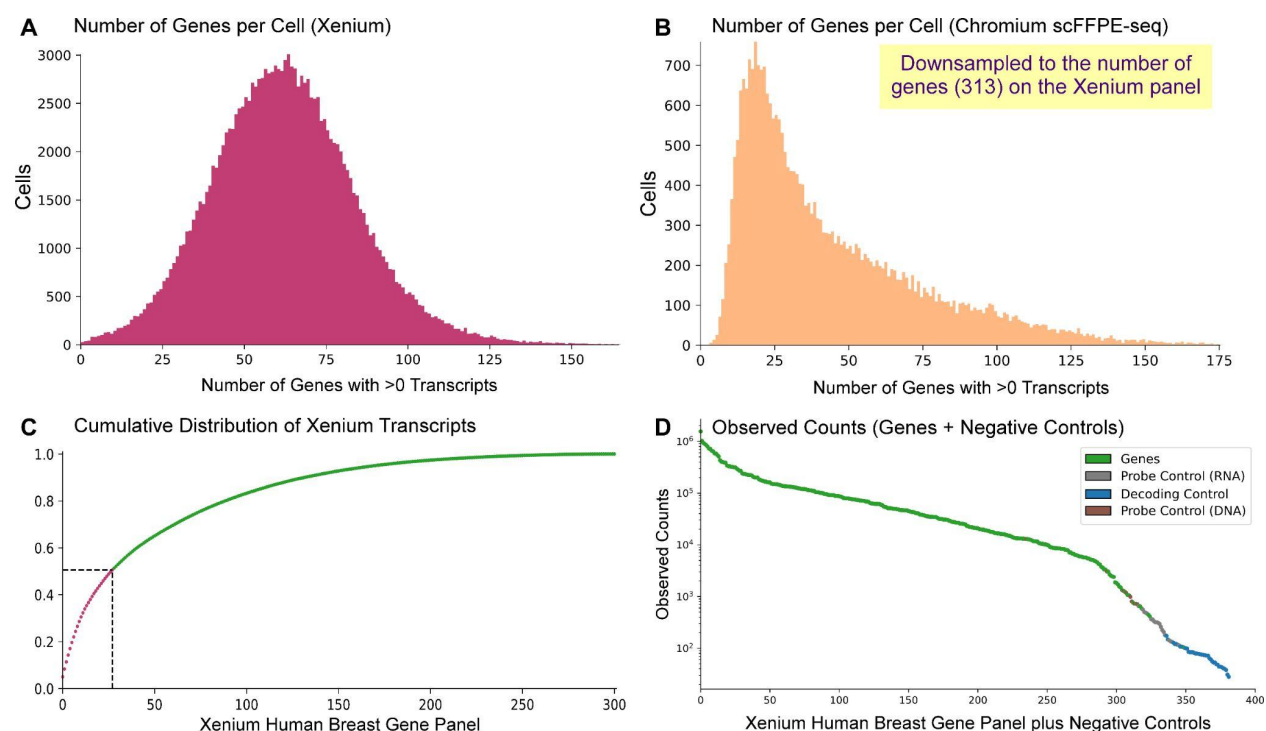 A Number of Genes per Cell (Xenium)
3000
2500
2000
1500
1000
500
0
Cells
0 25 50 75 100 125 150
Number of Genes with >0 Transcripts
B Number of Genes per Cell (Chromium scFFPE-seq)
Downsampled to the number of
genes (313) on the Xenium panel
700
600
500
400
300
200
100
0
Cells
0 25 50 75 100 125 150 175
Number of Genes with >0 Transcripts
C Cumulative Distribution of Xenium Transcripts
1.0
0.8
0.6
0.4
0.2
0.0
0 50 100 150 200 250 300
Xenium Human Breast Gene Panel
D Observed Counts (Genes + Negative Controls)
Genes
Probe Control (RNA)
Decoding Control
Probe Control (DNA)
10⁶
10⁵
10⁴
10³
10²
Observed Counts
0 50 100 150 200 250 300 350 400
Xenium Human Breast Gene Panel plus Negative Controls